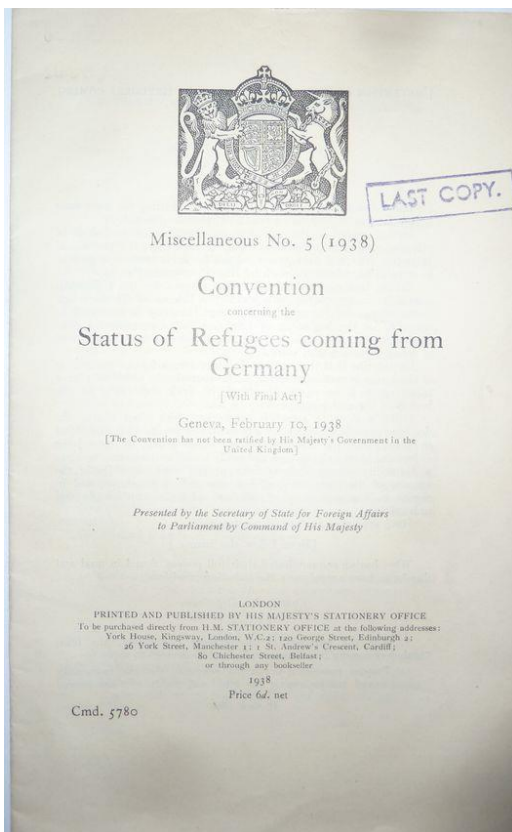 LAST COPY.
Miscellaneous No. 5 (1938)
Convention
concerning the
Status of Refugees coming from
Germany
[With Final Act]
Geneva, February 10, 1938
[The Convention has not been ratified by His Majesty's Government in the
United Kingdom]
Presented by the Secretary of State for Foreign Affairs
to Parliament by Command of His Majesty
LONDON
PRINTED AND PUBLISHED BY HIS MAJESTY'S STATIONERY OFFICE
To be purchased directly from H.M. STATIONERY OFFICE at the following addresses:
York House, Kingsway, London, W.C.2; 120 George Street, Edinburgh 2;
26 York Street, Manchester 1; 1 St. Andrew's Crescent, Cardiff;
80 Chichester Street, Belfast;
or through any bookseller
1938
Price 6d. net
Cmd. 5780